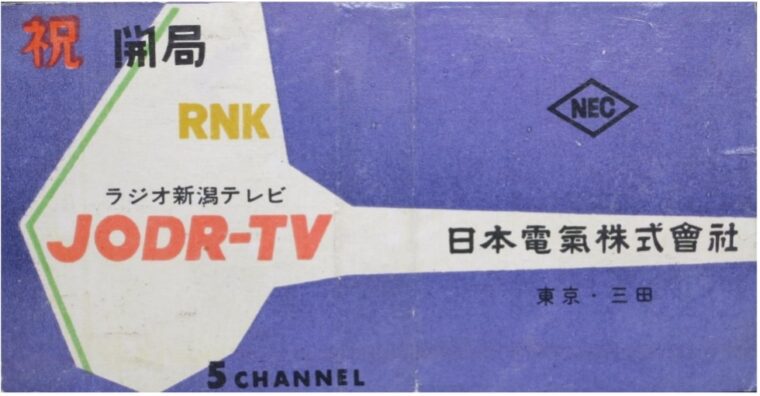 祝 開局
RNK
NEC
ラジオ新潟テレビ
JODR-TV
日本電氣株式會社
東京・三田
5 CHANNEL